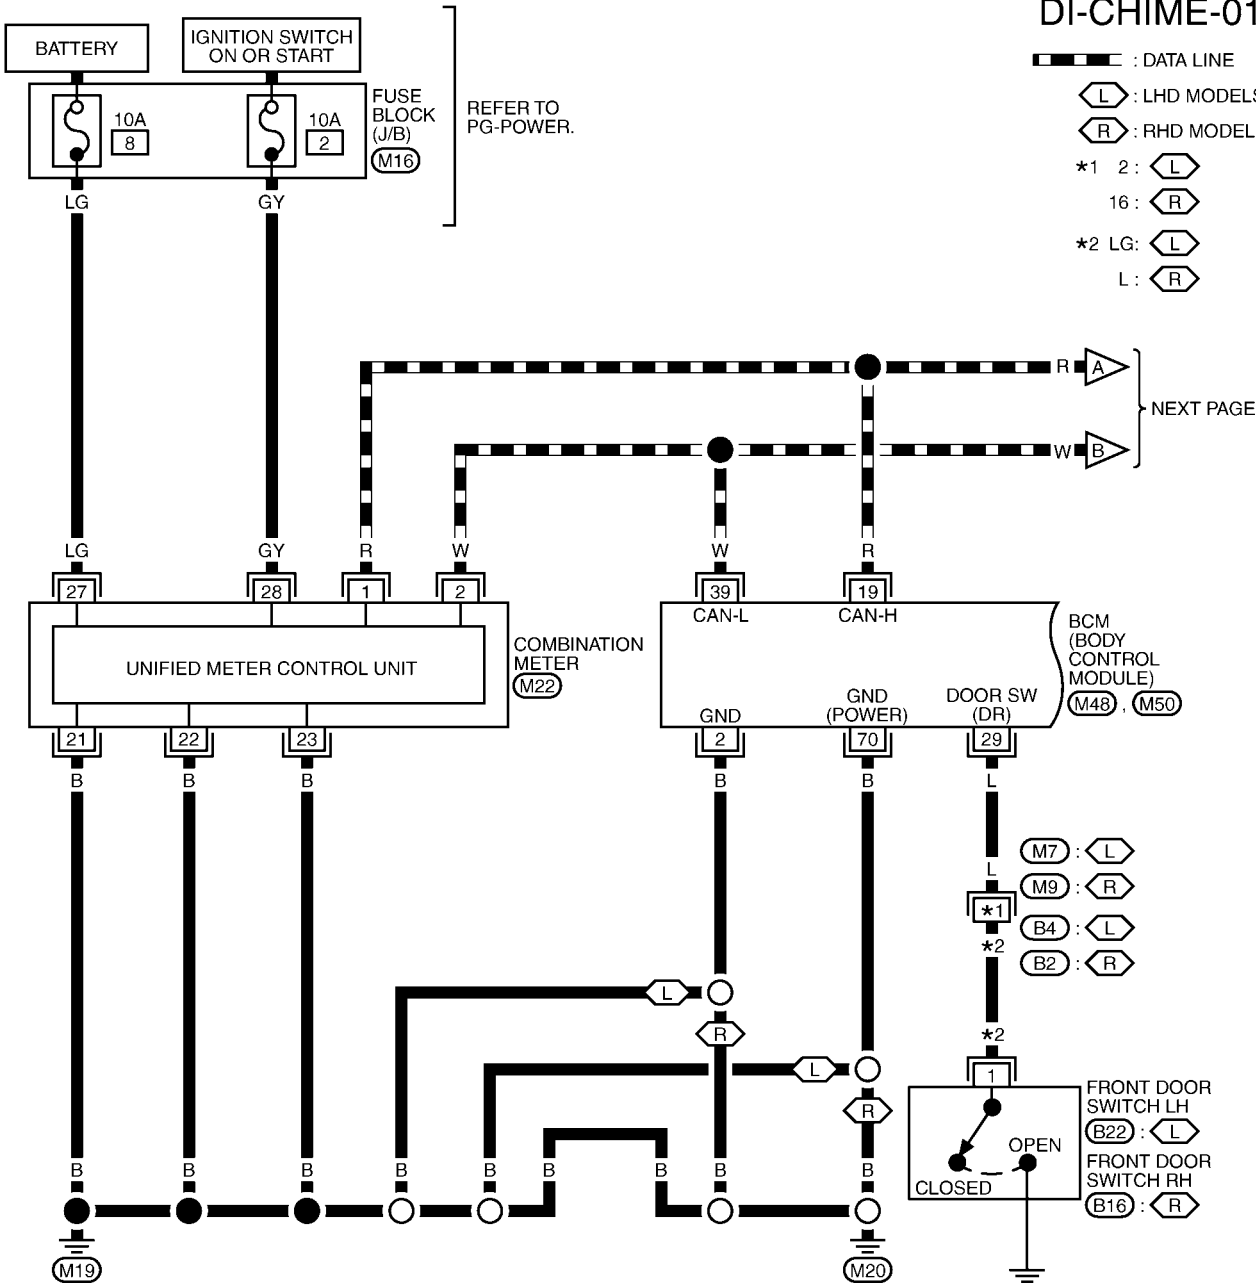 DI-CHIME-01
: DATA LINE
L : LHD MODELS
R : RHD MODEL
*1 2 : L
16 : R
*2 LG: L
L : R
BATTERY
IGNITION SWITCH
ON OR START
10A
8
10A
2
FUSE
BLOCK
(J/B)
M16
REFER TO
PG-POWER.
LG
GY
R
A
W
B
NEXT PAGE
LG
GY
R
W
W
R
27
28
1
2
39
19
CAN-L
CAN-H
UNIFIED METER CONTROL UNIT
COMBINATION
METER
M22
BCM
(BODY
CONTROL
MODULE)
M48 , M50
GND
GND
(POWER)
DOOR SW
(DR)
21
22
23
2
70
29
B
B
B
B
B
L
L
M7 : L
M9 : R
*1
B4 : L
*2
B2 : R
L
R
*2
L
R
1
FRONT DOOR
SWITCH LH
B22 : L
OPEN
FRONT DOOR
SWITCH RH
CLOSED
B16 : R
B
B
B
B
B
B
B
B
B
M19
M20